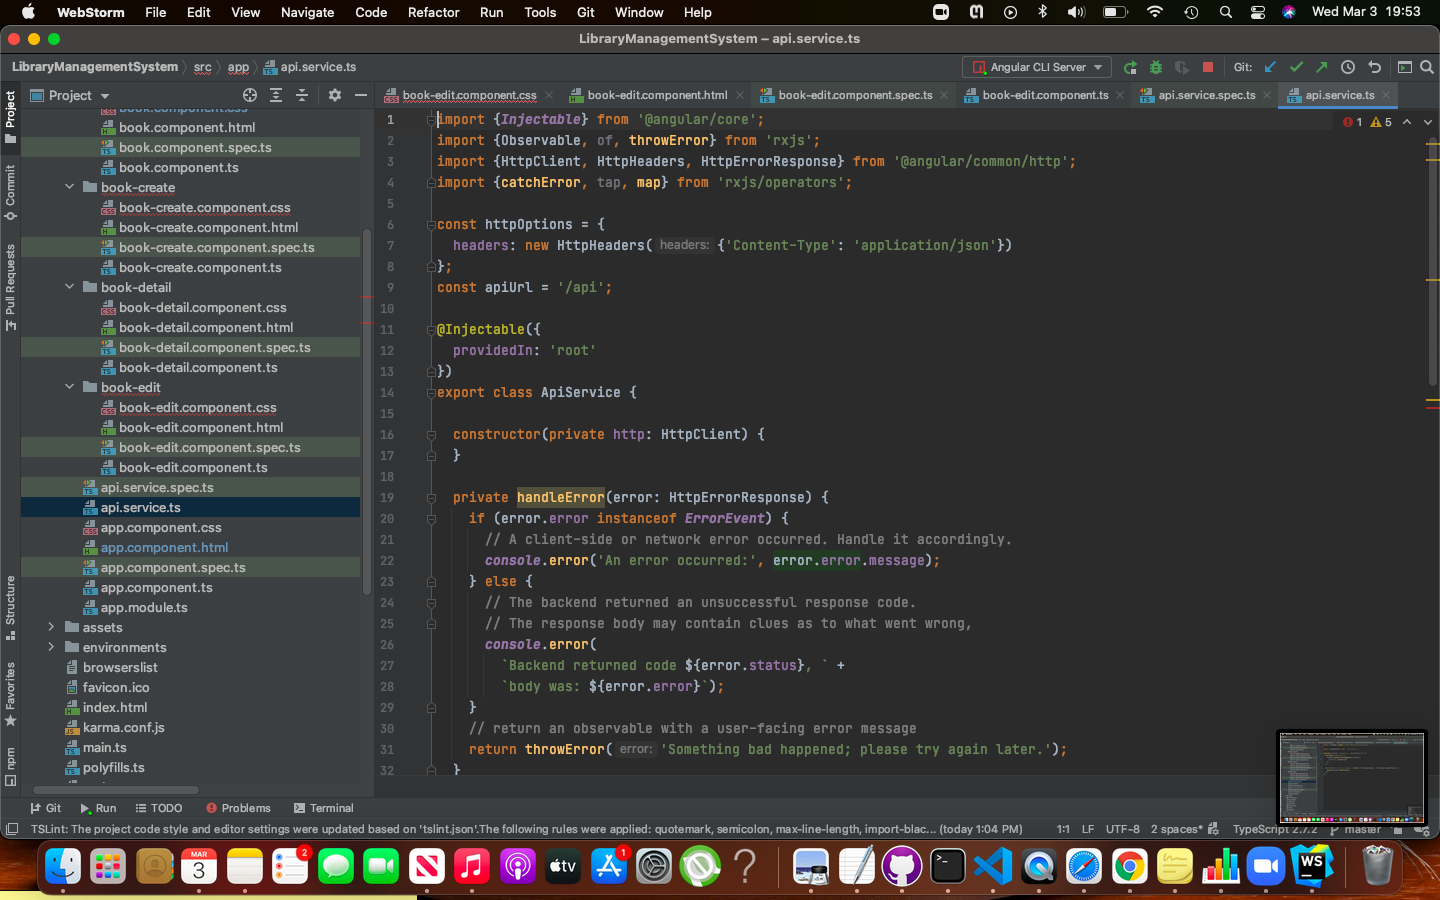 WebStorm File Edit View Navigate Code Refactor Run Tools Git Window Help Wed Mar 3 19:53
LibraryManagementSystem – api.service.ts
LibraryManagementSystem src app api.service.ts Angular CLI Server Git:
Project
book-edit.component.css book-edit.component.html book-edit.component.spec.ts book-edit.component.ts api.service.spec.ts api.service.ts
Project
Commit
Pull Requests
Structure
Favorites
npm
book.component.css
book.component.html
book.component.spec.ts
book.component.ts
book-create
book-create.component.css
book-create.component.html
book-create.component.spec.ts
book-create.component.ts
book-detail
book-detail.component.css
book-detail.component.html
book-detail.component.spec.ts
book-detail.component.ts
book-edit
book-edit.component.css
book-edit.component.html
book-edit.component.spec.ts
book-edit.component.ts
api.service.spec.ts
api.service.ts
app.component.css
app.component.html
app.component.spec.ts
app.component.ts
app.module.ts
assets
environments
browserslist
favicon.ico
index.html
karma.conf.js
main.ts
polyfills.ts
1 import {Injectable} from '@angular/core';
2 import {Observable, of, throwError} from 'rxjs';
3 import {HttpClient, HttpHeaders, HttpErrorResponse} from '@angular/common/http';
4 import {catchError, tap, map} from 'rxjs/operators';
5
6 const httpOptions = {
7 headers: new HttpHeaders( headers: {'Content-Type': 'application/json'})
8 };
9 const apiUrl = '/api';
10
11 @Injectable({
12 providedIn: 'root'
13 })
14 export class ApiService {
15
16 constructor(private http: HttpClient) {
17 }
18
19 private handleError(error: HttpErrorResponse) {
20 if (error.error instanceof ErrorEvent) {
21 // A client-side or network error occurred. Handle it accordingly.
22 console.error('An error occurred:', error.error.message);
23 } else {
24 // The backend returned an unsuccessful response code.
25 // The response body may contain clues as to what went wrong,
26 console.error(
27 `Backend returned code ${error.status}, ` +
28 `body was: ${error.error}`);
29 }
30 // return an observable with a user-facing error message
31 return throwError( error: 'Something bad happened; please try again later.');
32 }
1 5
Git Run TODO Problems Terminal
TSLint: The project code style and editor settings were updated based on 'tslint.json'.The following rules were applied: quotemark, semicolon, max-line-length, import-blac... (today 1:04 PM) 1:1 LF UTF-8 2 spaces* TypeScript 2.7.2 master
MAR
3
2
tv
1
WS